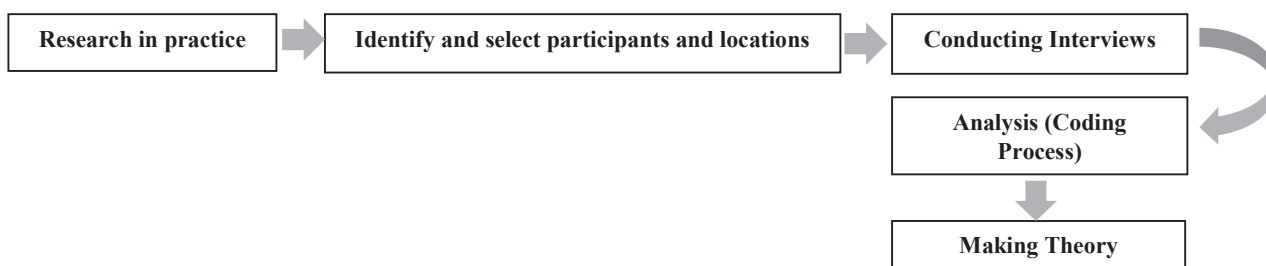 Research in practice
Identify and select participants and locations
Conducting Interviews
Analysis (Coding
Process)
Making Theory